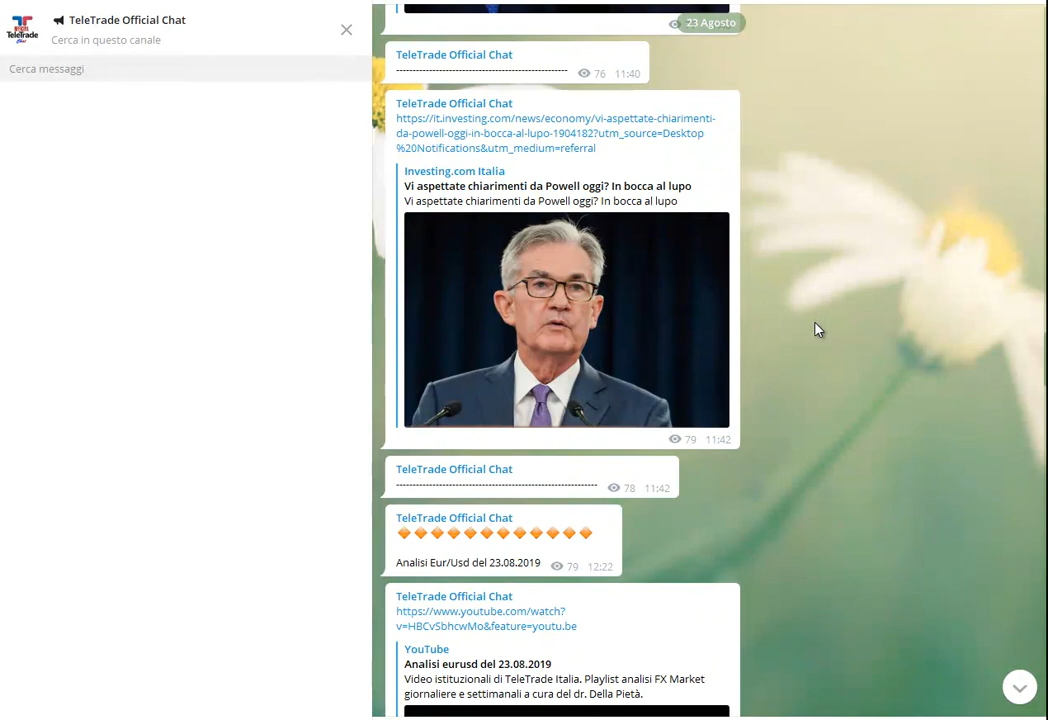 TeleTrade Official Chat
Cerca in questo canale
Cerca messaggi
TeleTrade
23 Agosto
TeleTrade Official Chat
----------------------------------------------------
76 11:40
TeleTrade Official Chat
https://it.investing.com/news/economy/vi-aspettate-chiarimenti-
da-powell-oggi-in-bocca-al-lupo-1904182?utm_source=Desktop
%20Notifications&utm_medium=referral
Investing.com Italia
Vi aspettate chiarimenti da Powell oggi? In bocca al lupo
Vi aspettate chiarimenti da Powell oggi? In bocca al lupo
79 11:42
TeleTrade Official Chat
-------------------------------------------------------------
78 11:42
TeleTrade Official Chat
Analisi Eur/Usd del 23.08.2019
79 12:22
TeleTrade Official Chat
https://www.youtube.com/watch?
v=HBCvSbhcwMo&feature=youtu.be
YouTube
Analisi eurusd del 23.08.2019
Video istituzionali di TeleTrade Italia. Playlist analisi FX Market
giornaliere e settimanali a cura del dr. Della Pietà.